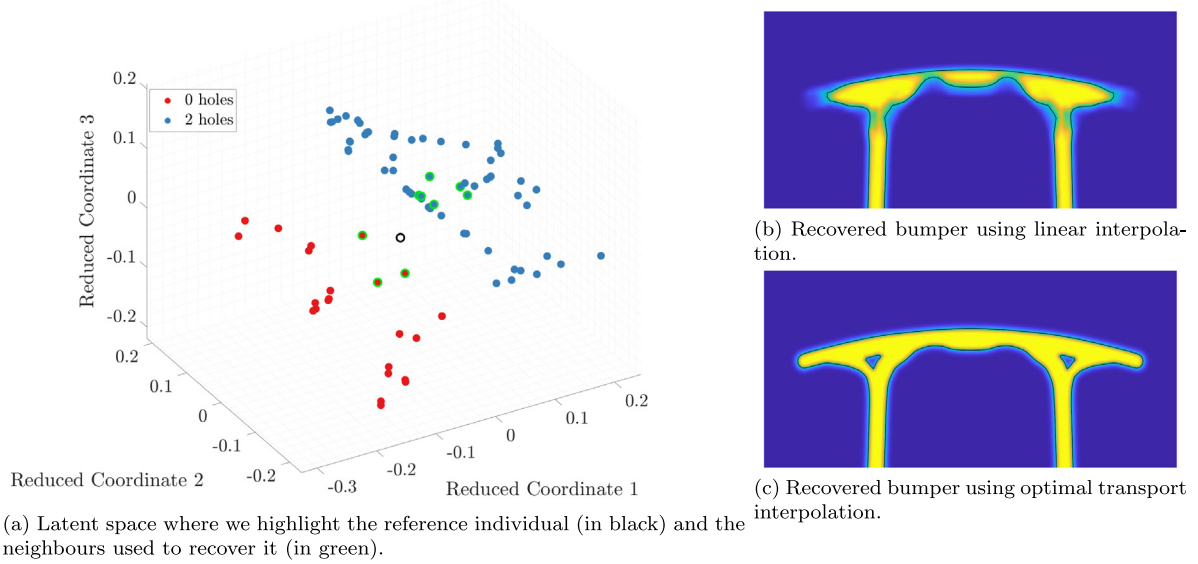 0.2
0.1
0
-0.1
-0.2
Reduced Coordinate 3
0 holes
2 holes
0.2
0.1
0
-0.1
-0.2
Reduced Coordinate 2
-0.3
-0.2
-0.1
0
0.1
0.2
Reduced Coordinate 1
(a) Latent space where we highlight the reference individual (in black) and the
neighbours used to recover it (in green).
(b) Recovered bumper using linear interpola-
tion.
(c) Recovered bumper using optimal transport
interpolation.